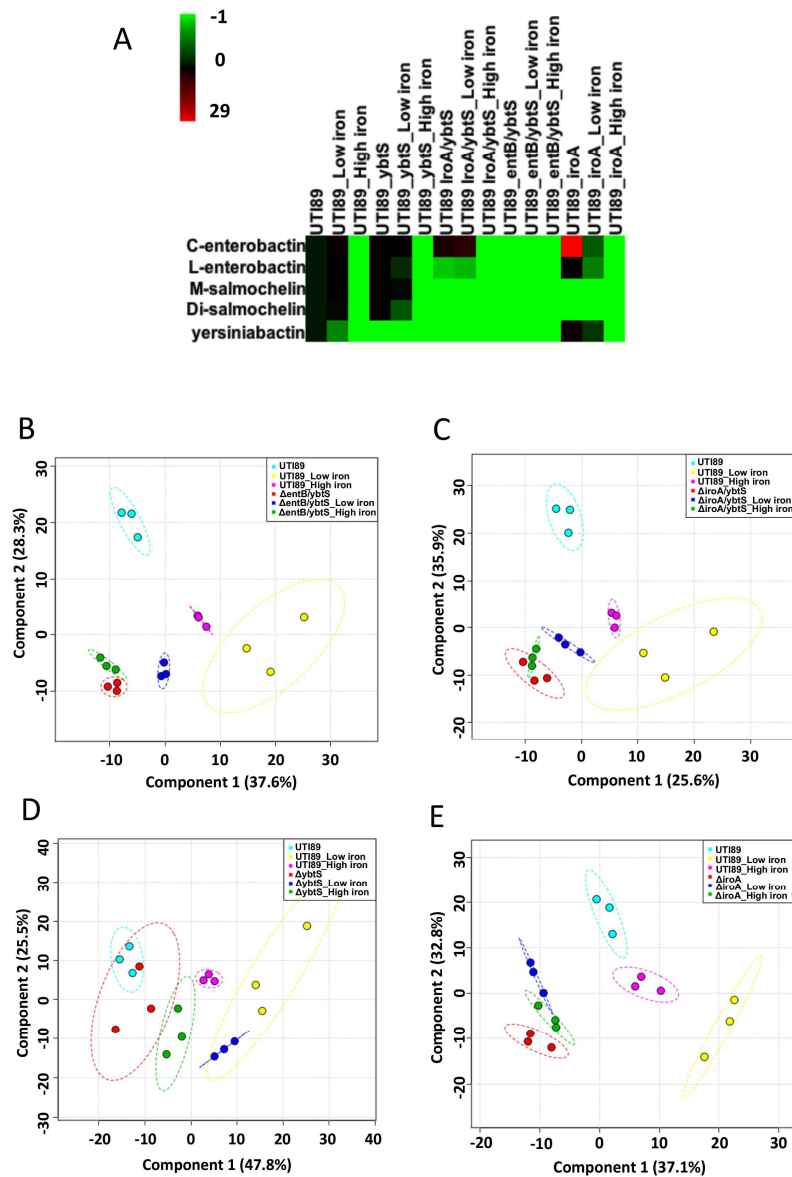 A
-1
0
29
UTI89
UTI89_Low iron
UTI89_High iron
UTI89_ybtS
UTI89_ybtS_Low iron
UTI89_ybtS_High iron
UTI89_IroA/ybtS
UTI89_IroA/ybtS_Low iron
UTI89_IroA/ybtS_High iron
UTI89_entB/ybtS
UTI89_entB/ybtS_Low iron
UTI89_entB/ybtS_High iron
UTI89_iroA
UTI89_iroA_Low iron
UTI89_iroA_High iron
C-enterobactin
L-enterobactin
M-salmochelin
Di-salmochelin
yersiniabactin
B
UTI89
UTI89_Low iron
UTI89_High iron
ΔentB/ybtS
ΔentB/ybtS_Low iron
ΔentB/ybtS_High iron
Component 2 (28.3%)
30
20
10
0
-10
-10
0
10
20
30
Component 1 (37.6%)
C
UTI89
UTI89_Low iron
UTI89_High iron
ΔiroA/ybtS
ΔiroA/ybtS_Low iron
ΔiroA/ybtS_High iron
Component 2 (35.9%)
30
20
10
0
-10
-20
-10
0
10
20
30
Component 1 (25.6%)
D
UTI89
UTI89_Low iron
UTI89_High iron
ΔybtS
ΔybtS_Low iron
ΔybtS_High iron
Component 2 (25.5%)
40
30
20
10
0
-10
-20
-30
-20
-10
0
10
20
30
40
Component 1 (47.8%)
E
UTI89
UTI89_Low iron
UTI89_High iron
ΔiroA
ΔiroA_Low iron
ΔiroA_High iron
Component 2 (32.8%)
30
20
10
0
-10
-20
-20
-10
0
10
20
30
Component 1 (37.1%)